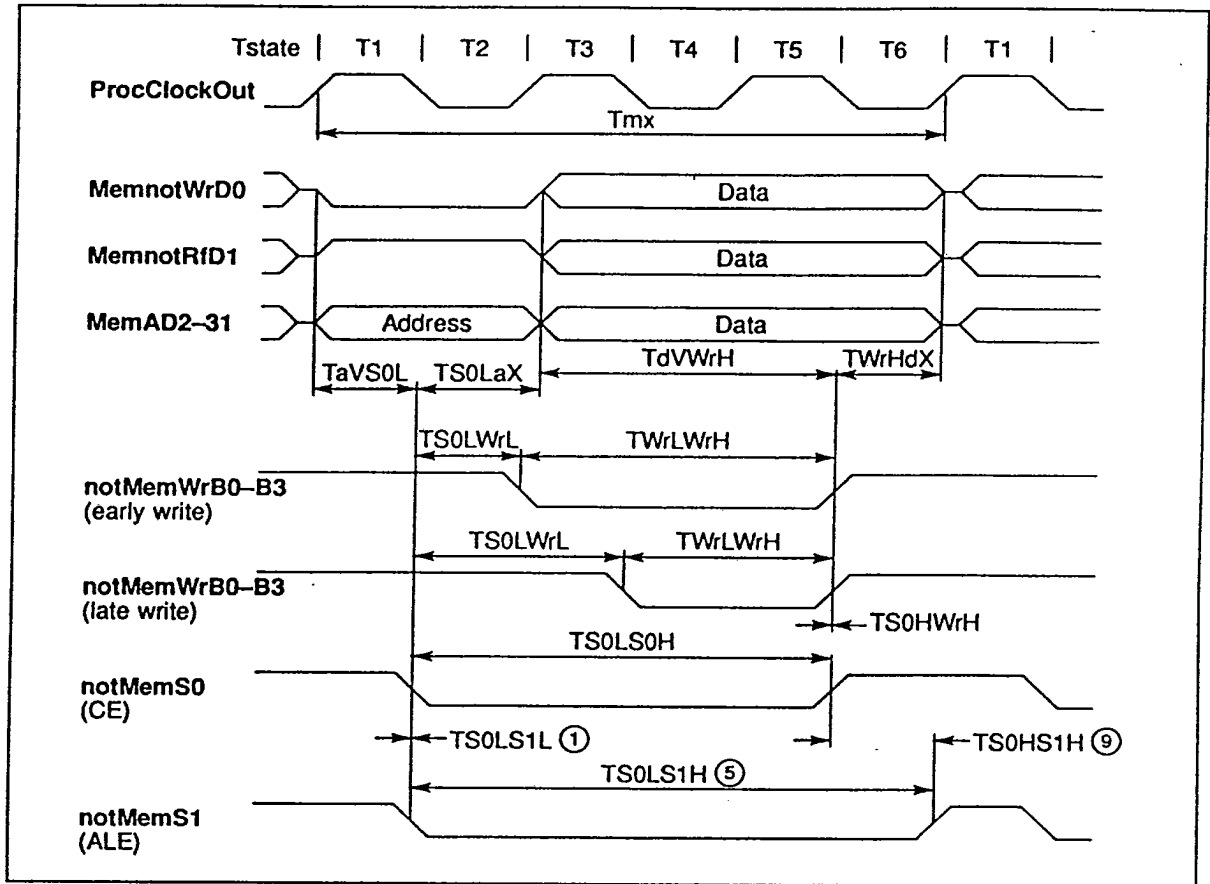 Tstate | T1 | T2 | T3 | T4 | T5 | T6 | T1 |
ProcClockOut
Tmx
MemnotWrD0 Data
MemnotRfD1 Data
MemAD2–31 Address Data
TaVS0L TS0LaX TdVWrH TWrHdX
TS0LWrL TWrLWrH
notMemWrB0–B3
(early write)
TS0LWrL TWrLWrH
notMemWrB0–B3
(late write)
TS0HWrH
TS0LS0H
notMemS0
(CE)
TS0LS1L ① TS0HS1H ⑨
TS0LS1H ⑤
notMemS1
(ALE)